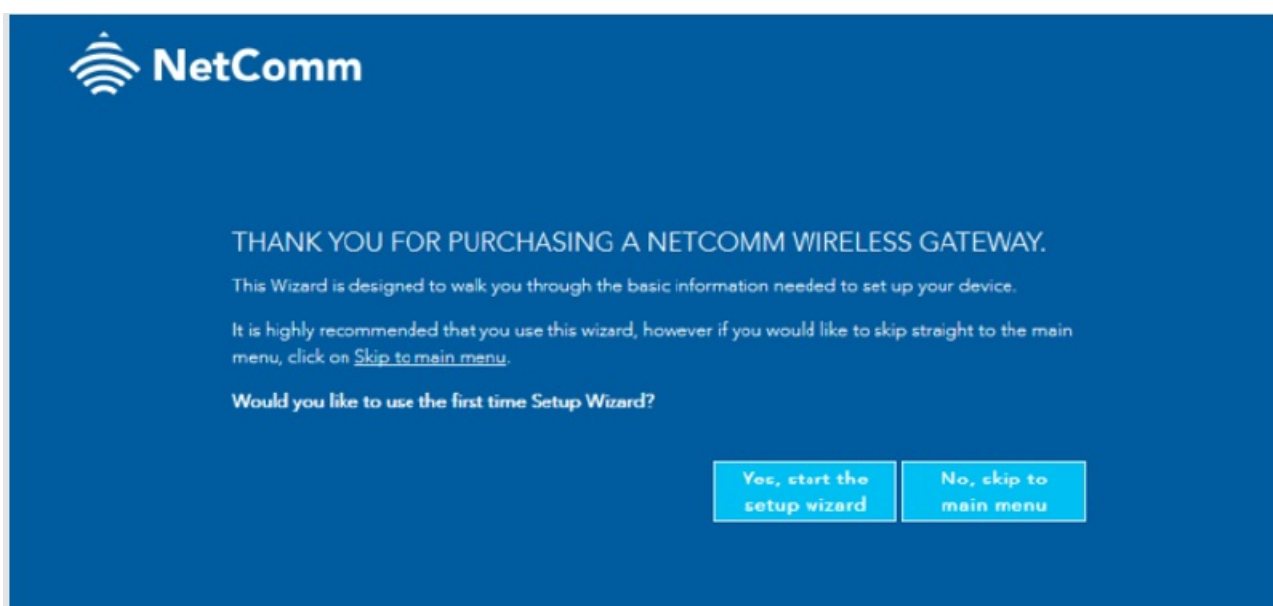 NetComm
THANK YOU FOR PURCHASING A NETCOMM WIRELESS GATEWAY.
This Wizard is designed to walk you through the basic information needed to set up your device.
It is highly recommended that you use this wizard, however if you would like to skip straight to the main
menu, click on Skip to main menu.
Would you like to use the first time Setup Wizard?
Yes, start the
setup wizard
No, skip to
main menu